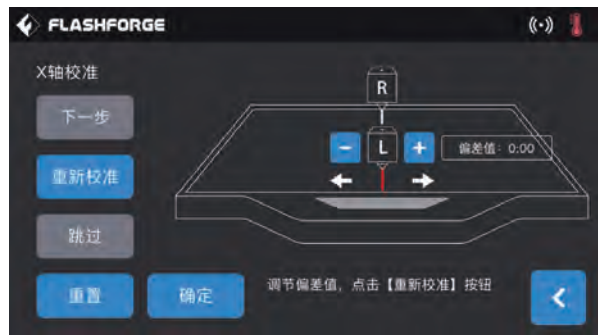 FLASHFORGE
X轴校准
下一步
重新校准
跳过
重置
确定
R
L
− +
偏差值：0:00
调节偏差值，点击【重新校准】按钮